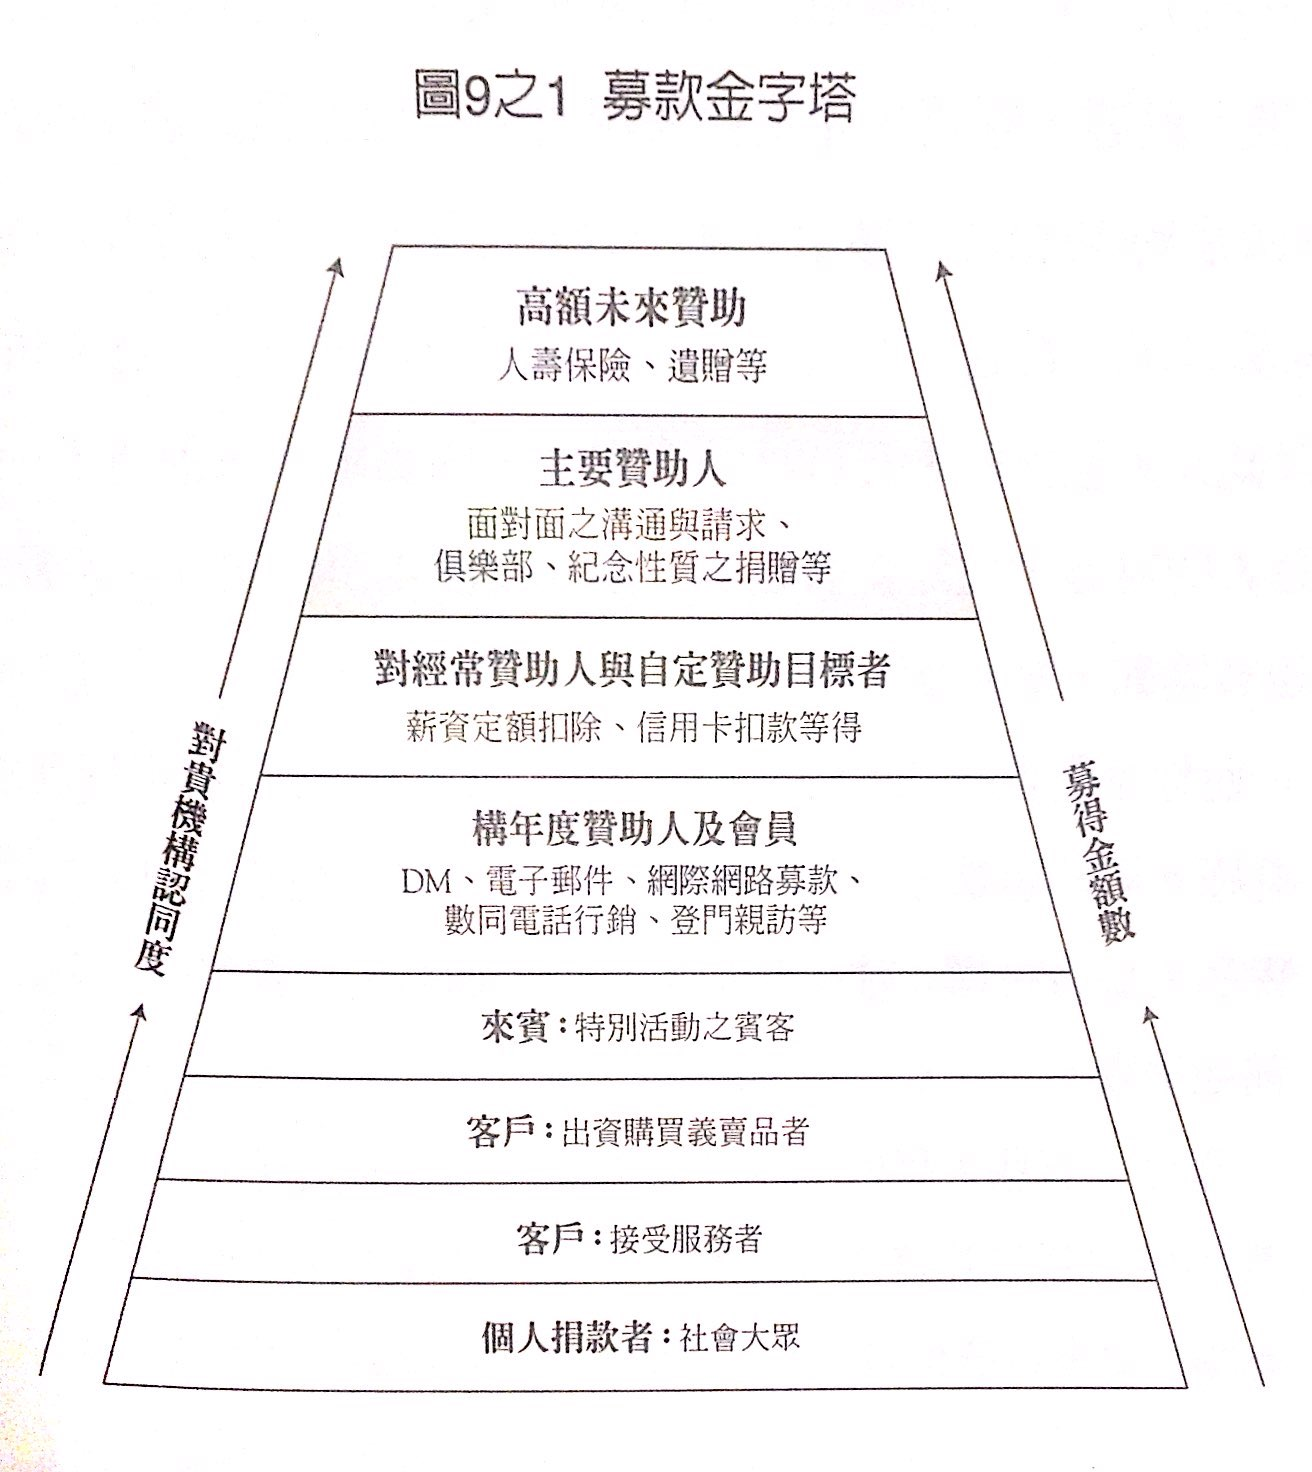 圖9之1 募款金字塔
高額未來贊助
人壽保險、遺贈等
主要贊助人
面對面之溝通與請求、
俱樂部、紀念性質之捐贈等
對經常贊助人與自定贊助目標者
薪資定額扣除、信用卡扣款等得
構年度贊助人及會員
DM、電子郵件、網際網路募款、
數同電話行銷、登門親訪等
來賓：特別活動之賓客
客戶：出資購買義賣品者
客戶：接受服務者
個人捐款者：社會大眾
對貴機構認同度
募得金額數